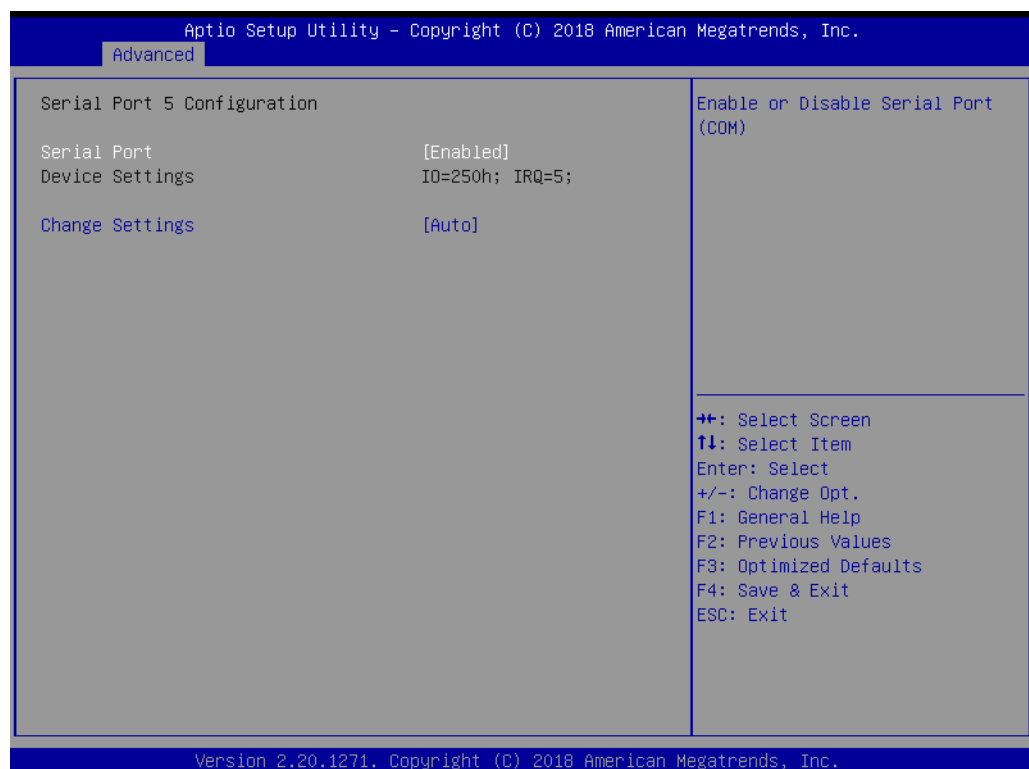 Aptio Setup Utility – Copyright (C) 2018 American Megatrends, Inc.
Advanced
Serial Port 5 Configuration
Serial Port [Enabled]
Device Settings IO=250h; IRQ=5;
Change Settings [Auto]
Enable or Disable Serial Port
(COM)
→←: Select Screen
↑↓: Select Item
Enter: Select
+/-: Change Opt.
F1: General Help
F2: Previous Values
F3: Optimized Defaults
F4: Save & Exit
ESC: Exit
Version 2.20.1271. Copyright (C) 2018 American Megatrends, Inc.